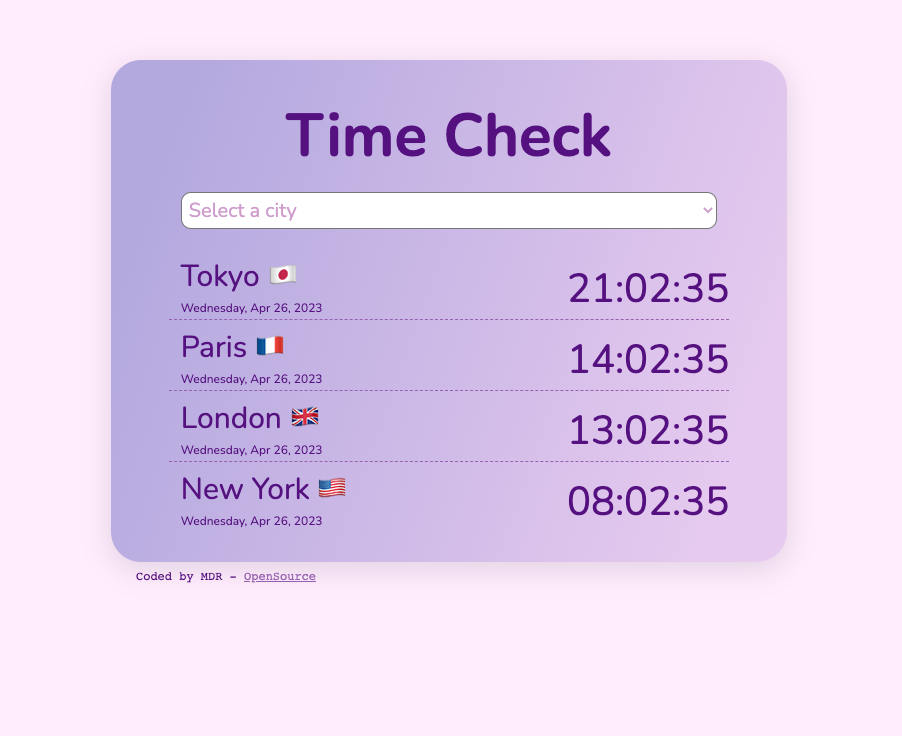 Time Check
Select a city
Tokyo 🇯🇵
21:02:35
Wednesday, Apr 26, 2023
Paris 🇫🇷
14:02:35
Wednesday, Apr 26, 2023
London 🇬🇧
13:02:35
Wednesday, Apr 26, 2023
New York 🇺🇸
08:02:35
Wednesday, Apr 26, 2023
Coded by MDR - OpenSource